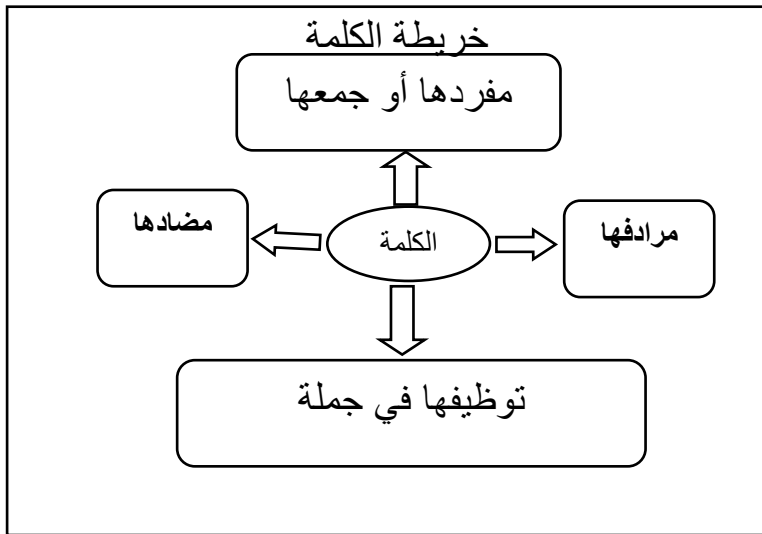 خريطة الكلمة
مفردها أو جمعها
مرادفها
الكلمة
مضادها
توظيفها في جملة